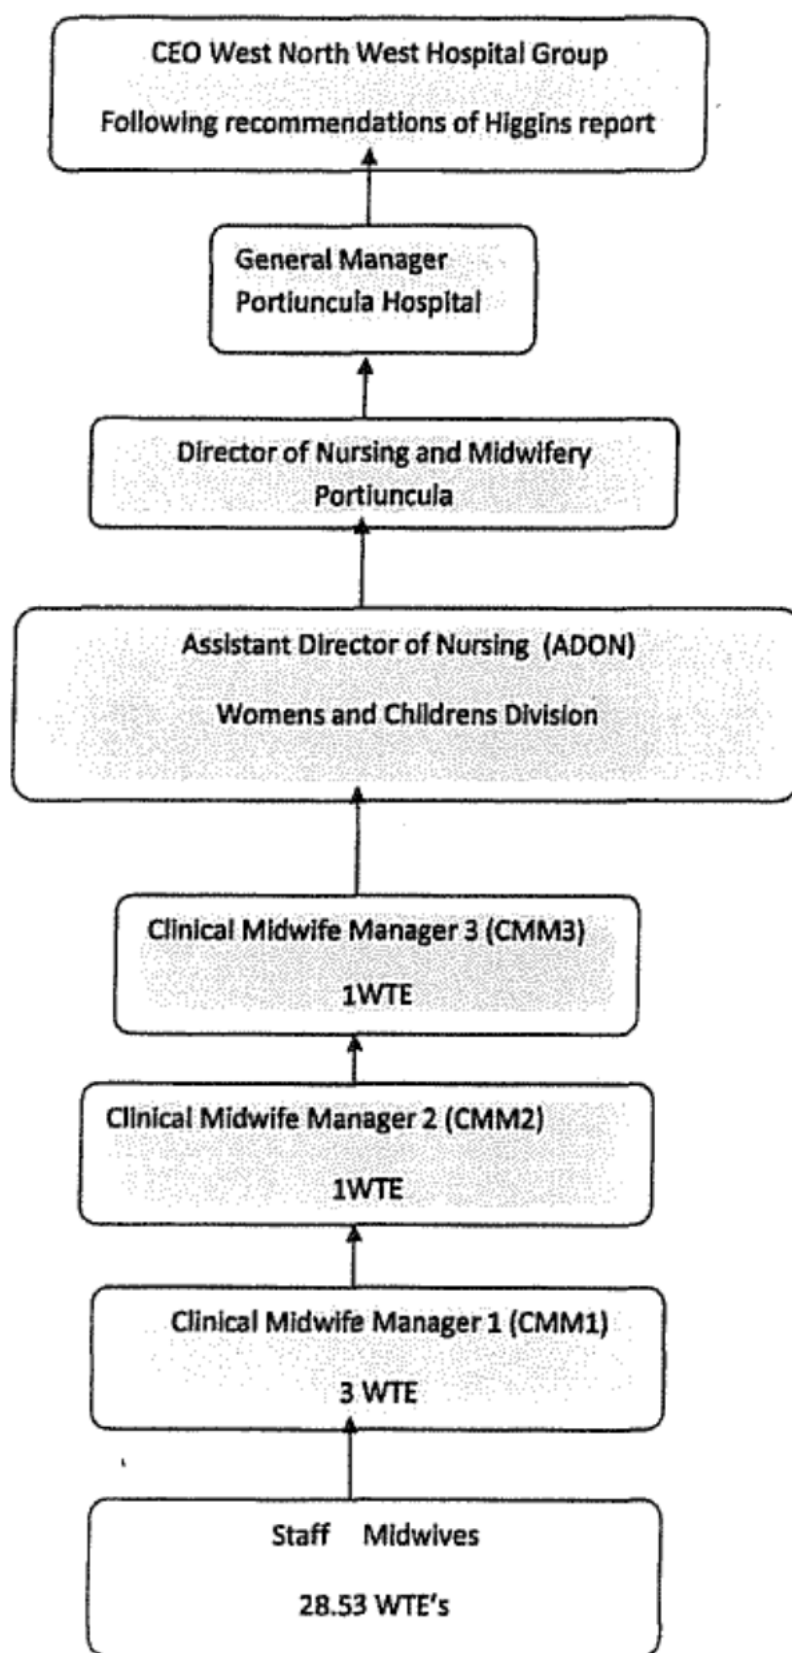 CEO West North West Hospital Group
Following recommendations of Higgins report
General Manager
Portiuncula Hospital
Director of Nursing and Midwifery
Portiuncula
Assistant Director of Nursing (ADON)
Womens and Childrens Division
Clinical Midwife Manager 3 (CMM3)
1WTE
Clinical Midwife Manager 2 (CMM2)
1WTE
Clinical Midwife Manager 1 (CMM1)
3 WTE
Staff Midwives
28.53 WTE's